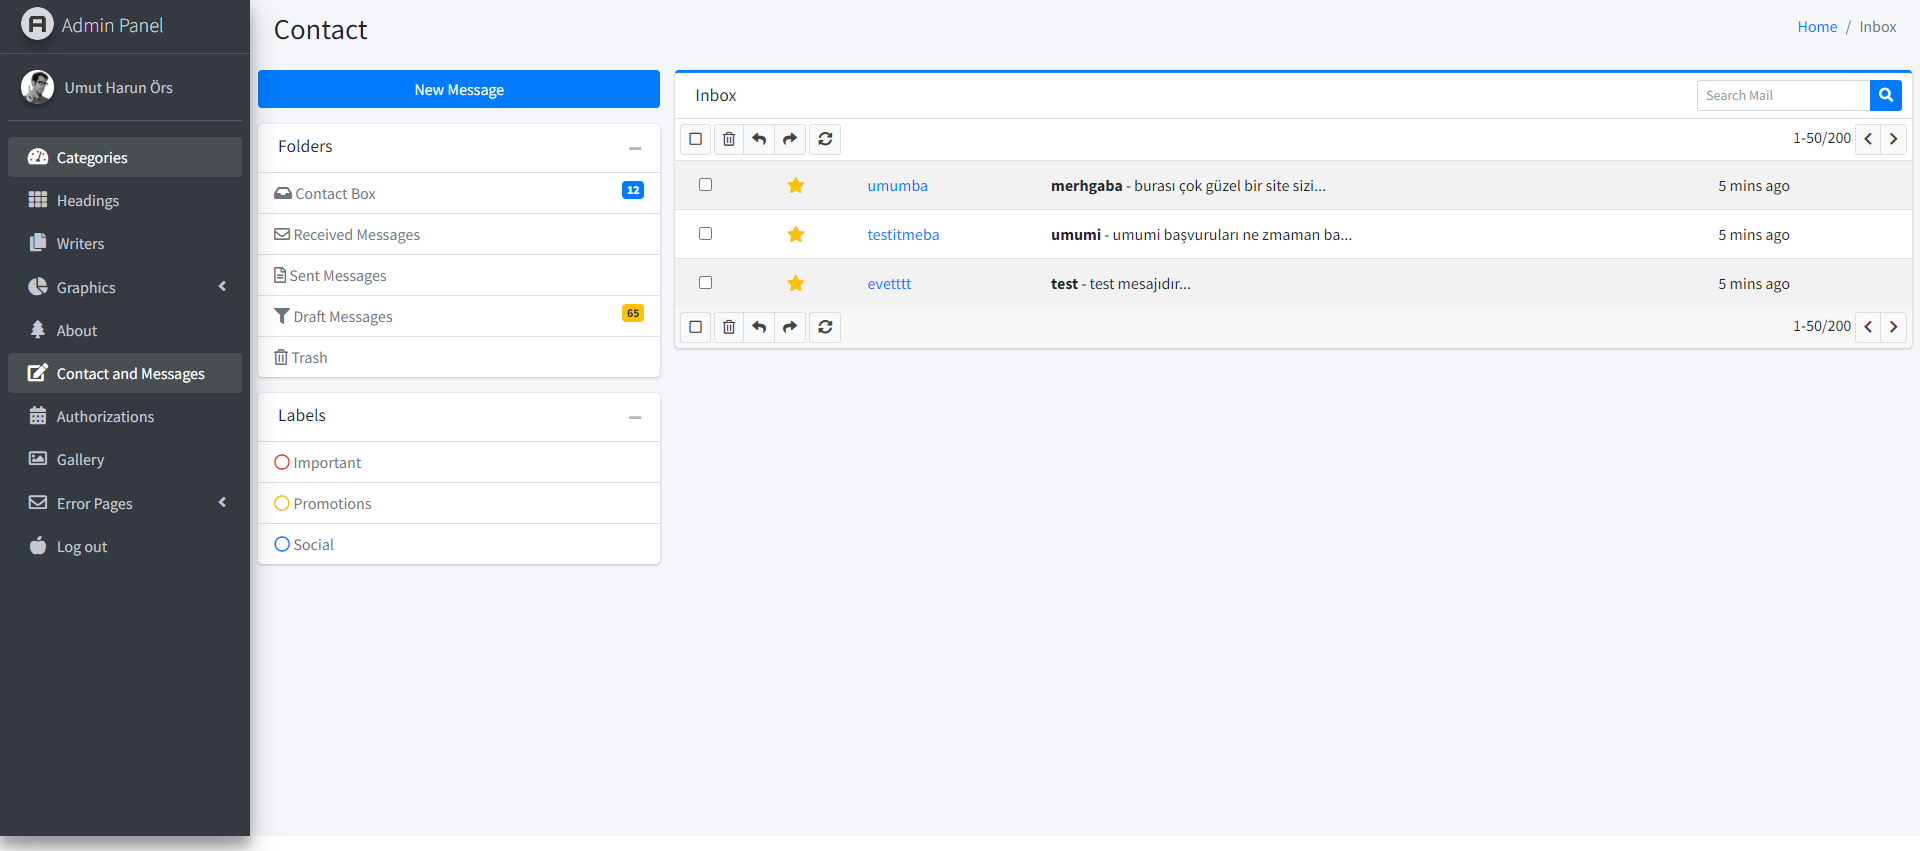 Admin Panel
Umut Harun Örs
Categories
Headings
Writers
Graphics
About
Contact and Messages
Authorizations
Gallery
Error Pages
Log out
Contact
Home / Inbox
New Message
Folders
Contact Box 12
Received Messages
Sent Messages
Draft Messages 65
Trash
Labels
Important
Promotions
Social
Inbox
Search Mail
1-50/200
umumba merhgaba - burası çok güzel bir site sizi... 5 mins ago
testitmeba umumi - umumi başvuruları ne zmaman ba... 5 mins ago
evetttt test - test mesajıdır... 5 mins ago
1-50/200